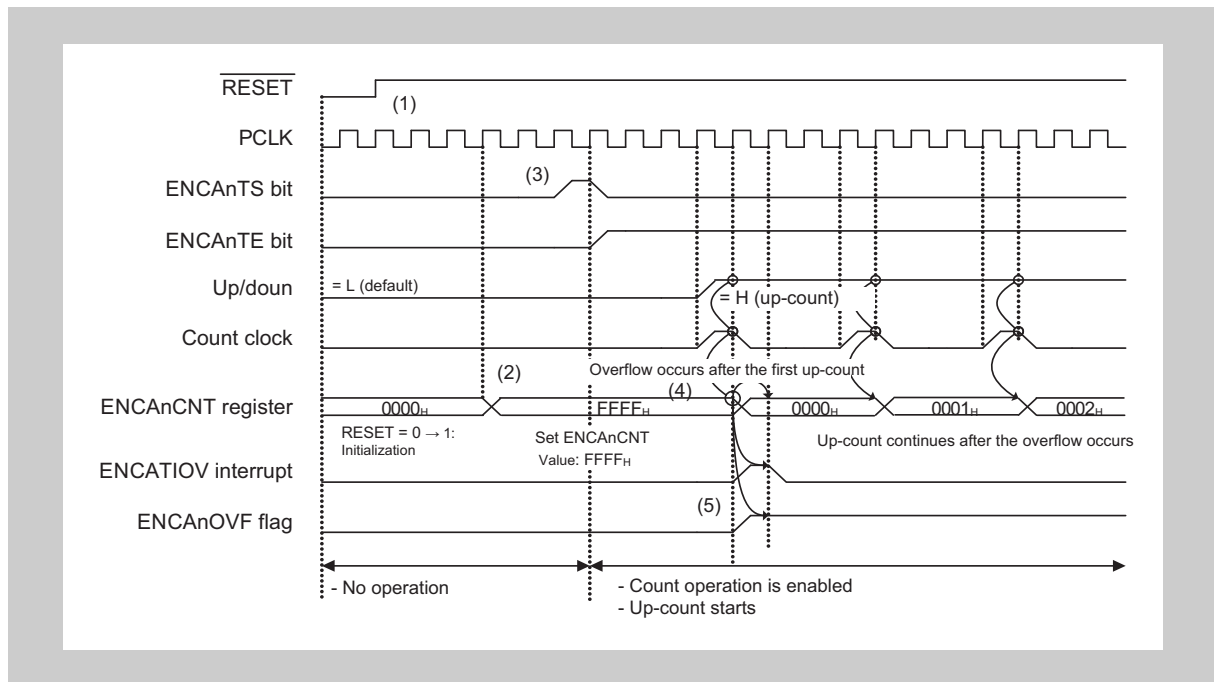 RESET
(1)
PCLK
ENCAnTS bit
(3)
ENCAnTE bit
Up/doun
= L (default)
= H (up-count)
Count clock
Overflow occurs after the first up-count
(2)
(4)
ENCAnCNT register
0000H
FFFFH
0000H
0001H
0002H
RESET = 0 → 1:
Initialization
Set ENCAnCNT
Value: FFFFH
Up-count continues after the overflow occurs
ENCATIOV interrupt
(5)
ENCAnOVF flag
- No operation
- Count operation is enabled
- Up-count starts